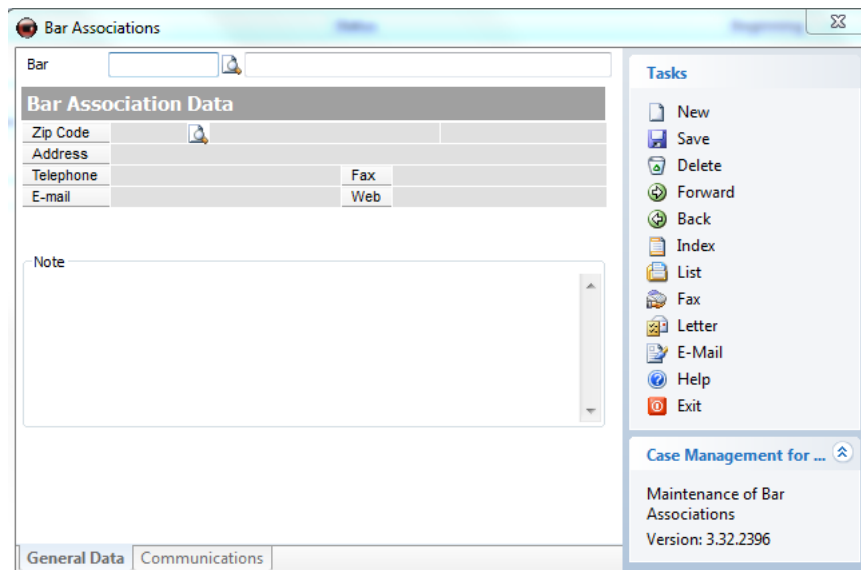 Bar Associations
Bar
Bar Association Data
Zip Code
Address
Telephone Fax
E-mail Web
Note
General Data Communications
Tasks
New
Save
Delete
Forward
Back
Index
List
Fax
Letter
E-Mail
Help
Exit
Case Management for ...
Maintenance of Bar
Associations
Version: 3.32.2396